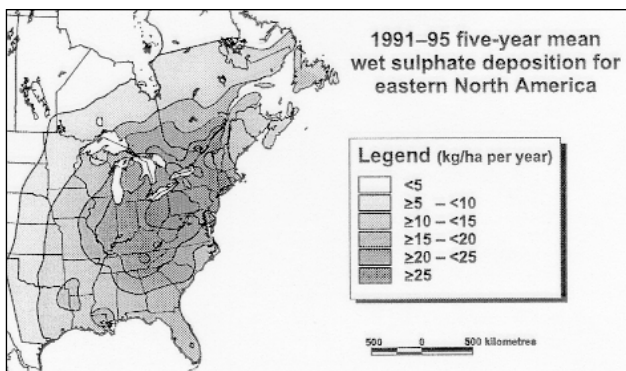 1991–95 five-year mean
wet sulphate deposition for
eastern North America
Legend (kg/ha per year)
<5
≥5 – <10
≥10 – <15
≥15 – <20
≥20 – <25
≥25
500 0 500 kilometres